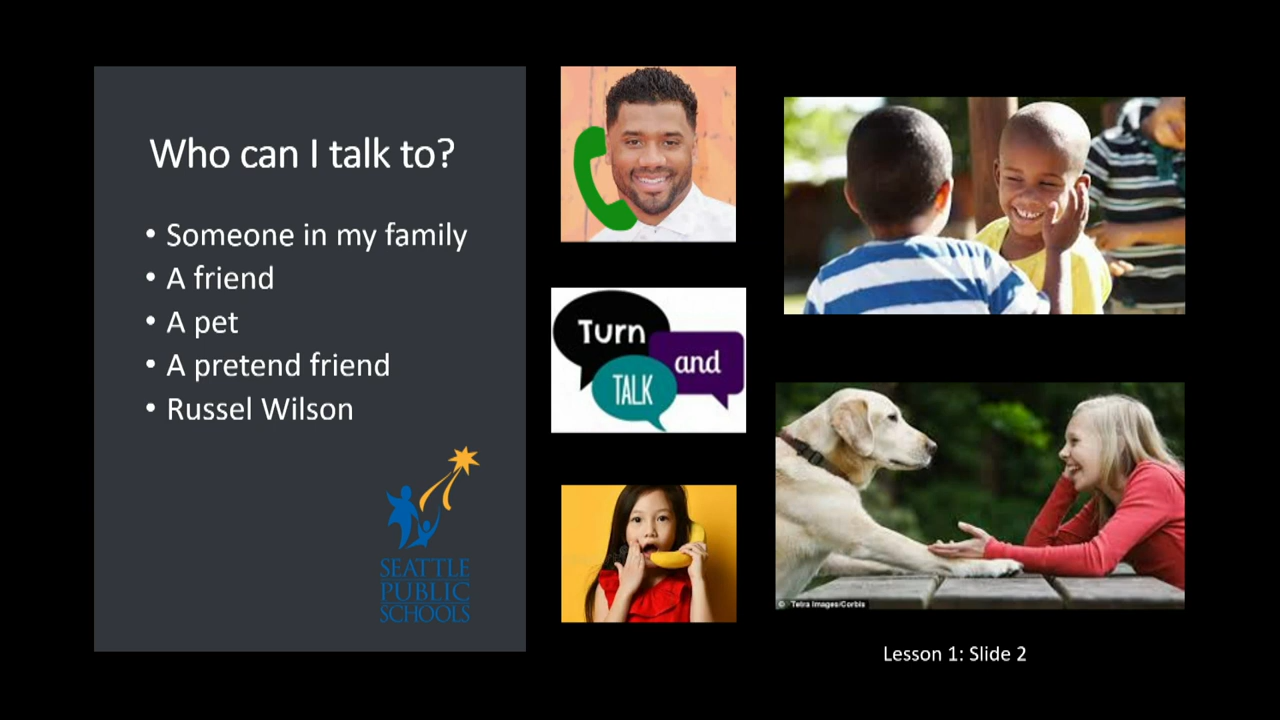 Who can I talk to?
• Someone in my family
• A friend
• A pet
• A pretend friend
• Russel Wilson
SEATTLE
PUBLIC
SCHOOLS
Turn
and
TALK
© Tetra Images/Corbis
Lesson 1: Slide 2